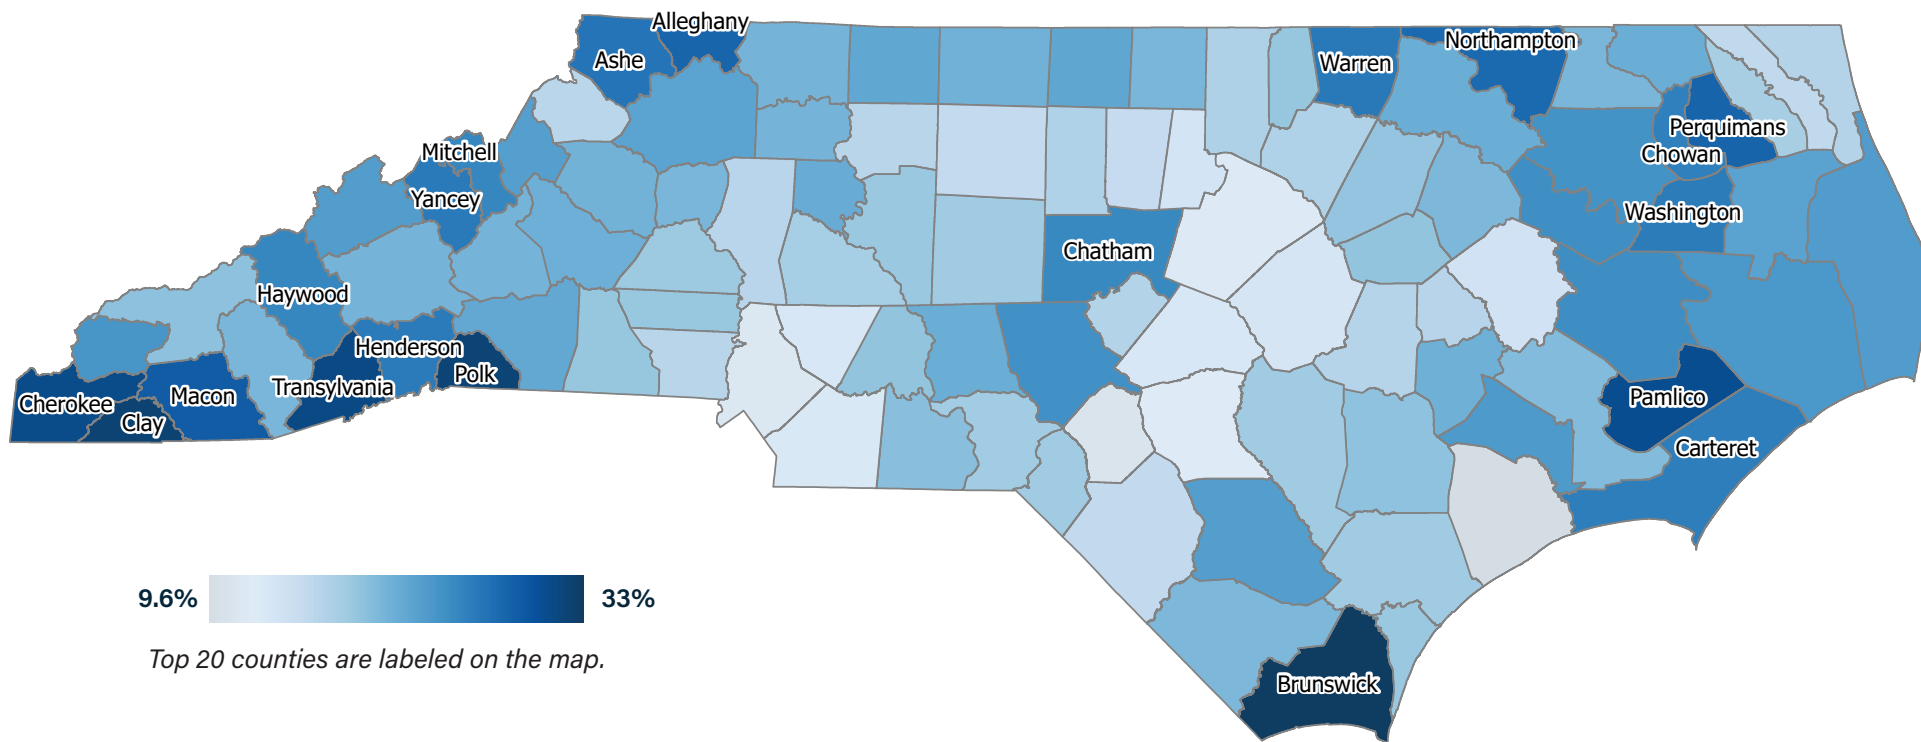 Alleghany
Ashe
Northampton
Warren
Perquimans
Mitchell
Chowan
Yancey
Washington
Chatham
Haywood
Henderson
Polk
Transylvania
Macon
Cherokee
Clay
Pamlico
Carteret
9.6%
33%
Top 20 counties are labeled on the map.
Brunswick